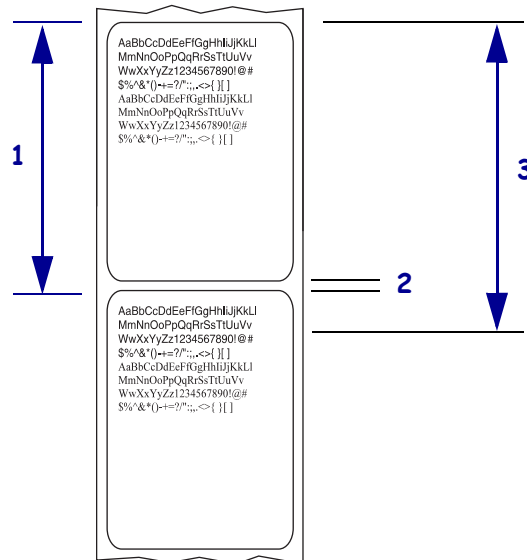 AaBbCcDdEeFfGgHhIiJjKkLl
MmNnOoPpQqRrSsTtUuVv
WwXxYyZz1234567890!@#
$%^&*()-+=?/":;,.<>{ }[ ]
AaBbCcDdEeFfGgHhIiJjKkLl
MmNnOoPpQqRrSsTtUuVv
WwXxYyZz1234567890!@#
$%^&*()-+=?/":;,.<>{ }[ ]
1
3
2
AaBbCcDdEeFfGgHhIiJjKkLl
MmNnOoPpQqRrSsTtUuVv
WwXxYyZz1234567890!@#
$%^&*()-+=?/":;,.<>{ }[ ]
AaBbCcDdEeFfGgHhIiJjKkLl
MmNnOoPpQqRrSsTtUuVv
WwXxYyZz1234567890!@#
$%^&*()-+=?/":;,.<>{ }[ ]